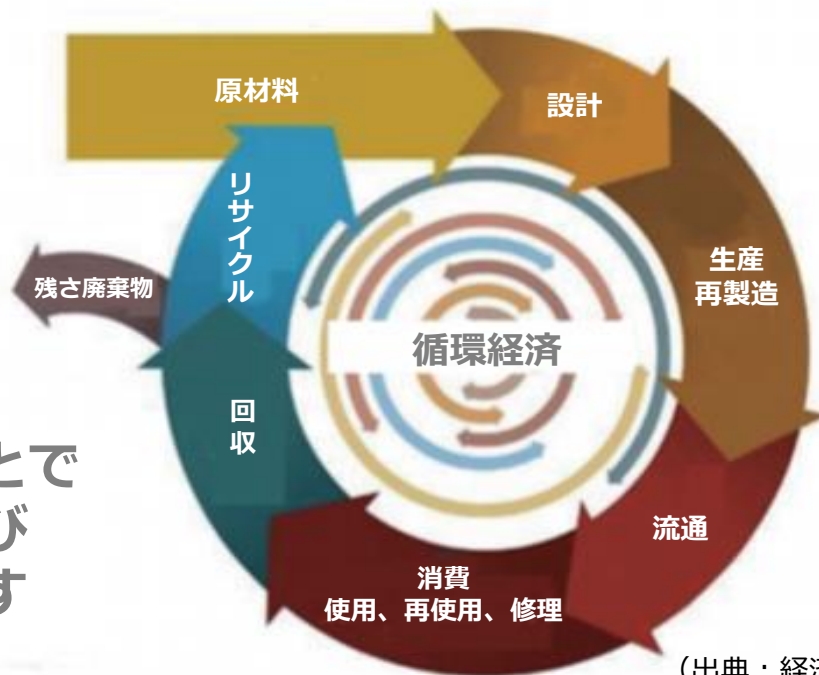 原材料
設計
生産
再製造
流通
消費
使用、再使用、修理
回収
リサイクル
残さ廃棄物
循環経済
とで
び
す
（出典：経済